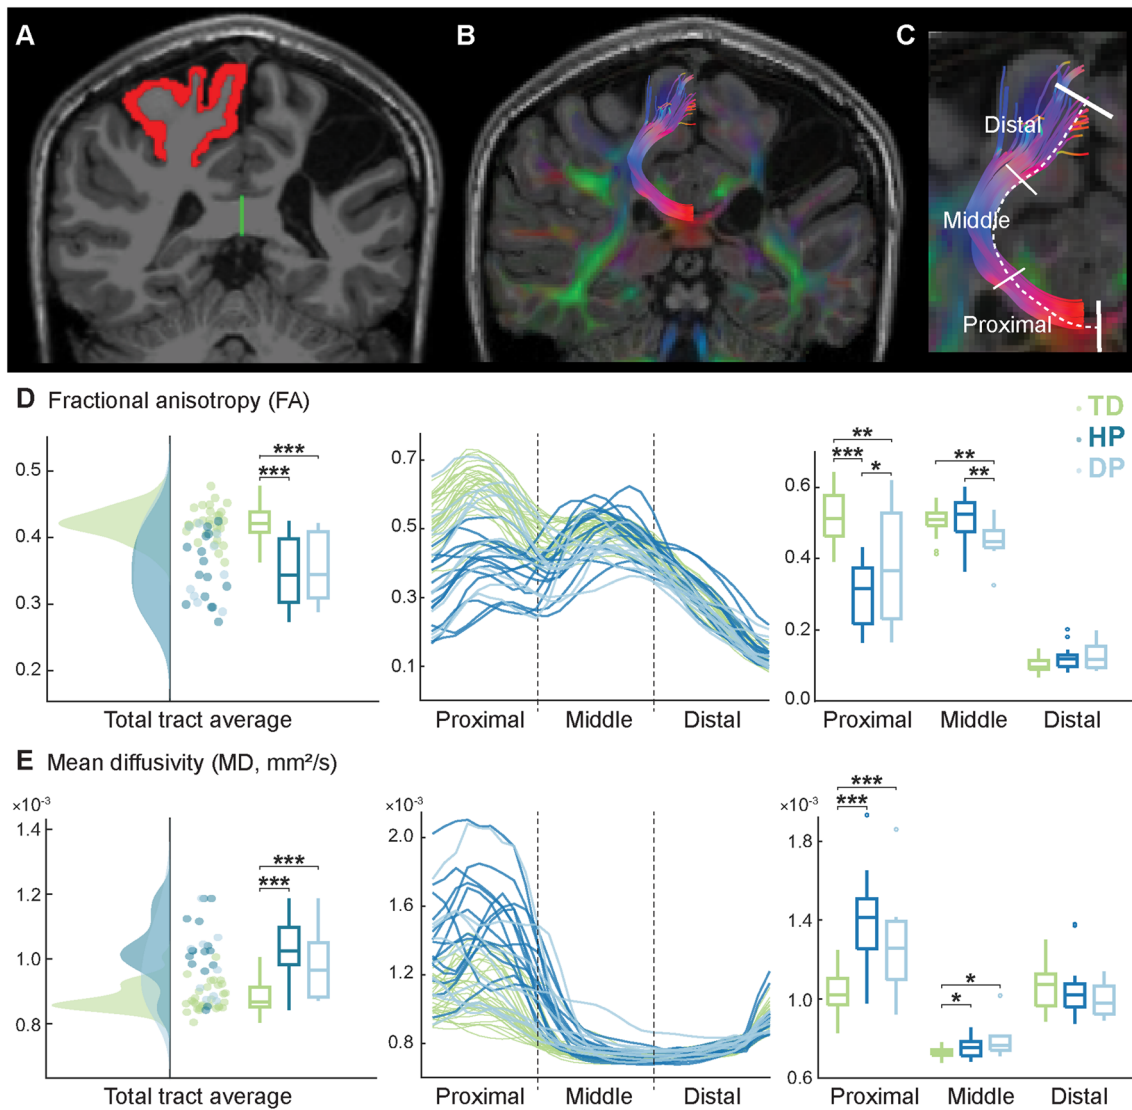 A
B
C
Distal
Middle
Proximal
D Fractional anisotropy (FA)
TD
HP
DP
0.5
0.4
0.3
0.2
***
***
Total tract average
0.7
0.5
0.3
0.1
Proximal Middle Distal
0.6
0.4
0.2
0.0
**
***
*
**
**
Proximal Middle Distal
E Mean diffusivity (MD, mm²/s)
×10⁻³
1.4
1.2
1.0
0.8
***
***
Total tract average
×10⁻³
2.0
1.6
1.2
0.8
Proximal Middle Distal
×10⁻³
1.8
1.4
1.0
0.6
***
***
*
*
Proximal Middle Distal